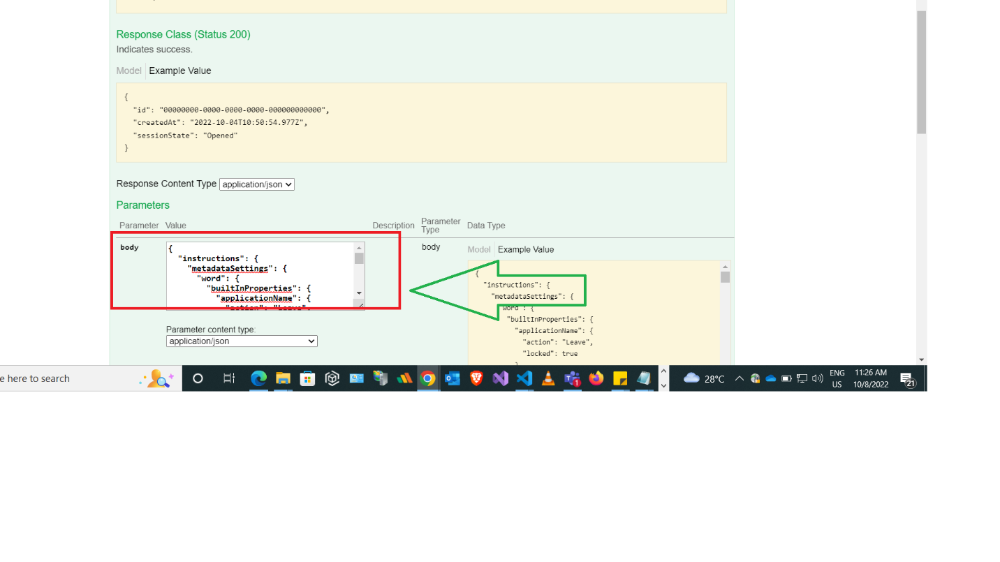 Response Class (Status 200)
Indicates success.
Model Example Value
{
"id": "00000000-0000-0000-0000-000000000000",
"createdAt": "2022-10-04T10:50:54.977Z",
"sessionState": "Opened"
}
Response Content Type application/json
Parameters
Parameter Value Description Parameter Type Data Type
body
{
"instructions": {
"metadataSettings": {
"word": {
"builtInProperties": {
"applicationName": {
"action": "Leave",
Parameter content type:
application/json
body
Model Example Value
{
"instructions": {
"metadataSettings": {
"word": {
"builtInProperties": {
"applicationName": {
"action": "Leave",
"locked": true
}
e here to search
1
28°C
ENG
US
11:26 AM
10/8/2022
21